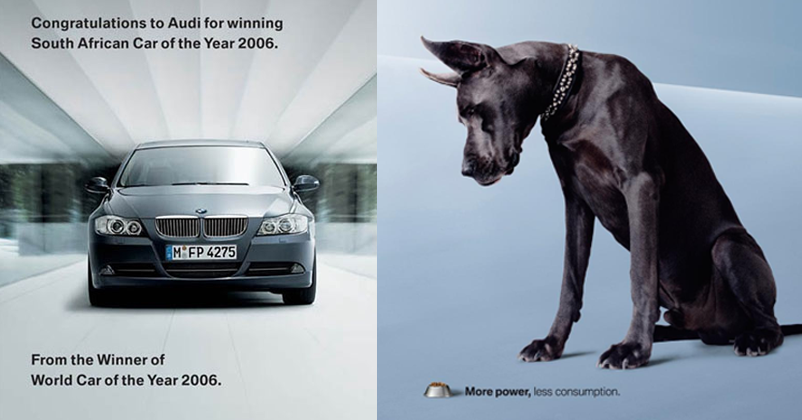 Congratulations to Audi for winning
South African Car of the Year 2006.
M FP 4275
From the Winner of
World Car of the Year 2006.
More power, less consumption.